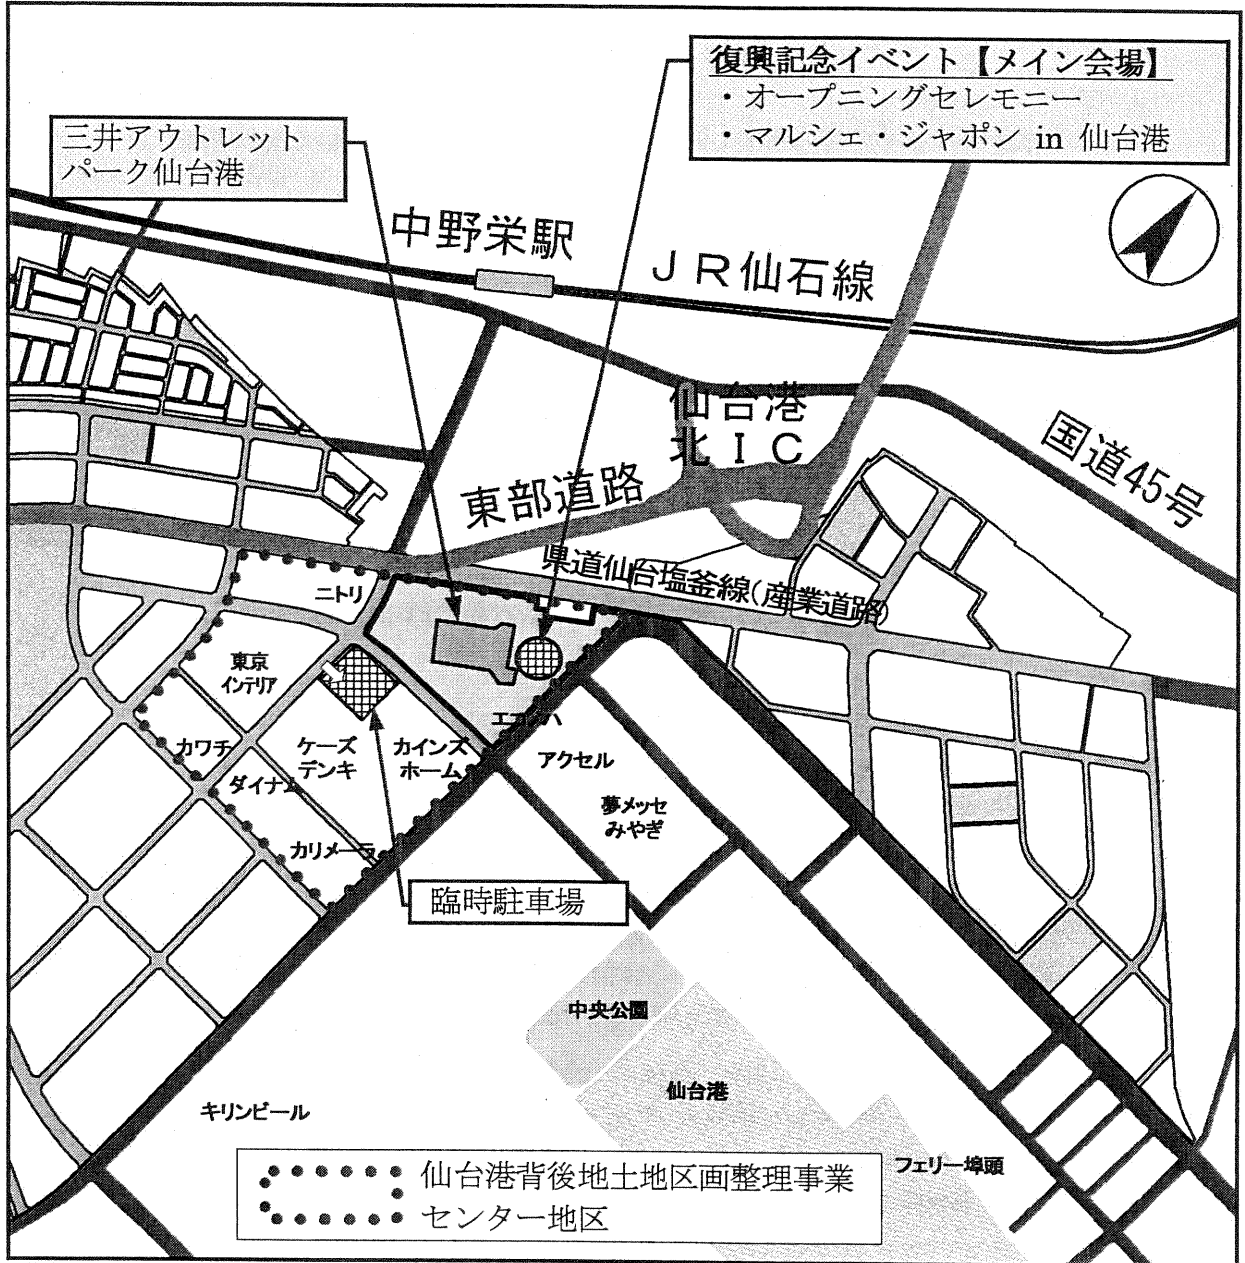 復興記念イベント【メイン会場】
・オープニングセレモニー
・マルシェ・ジャポン in 仙台港
三井アウトレット
パーク仙台港
中野栄駅
JR仙石線
仙台港
北IC
国道45号
東部道路
県道仙台塩釜線(産業道路)
ニトリ
東京
インテリア
カワチ
ケーズ
デンキ
カインズ
ホーム
ダイナム
カリメーラ
アクセル
夢メッセ
みやぎ
臨時駐車場
中央公園
仙台港
キリンビール
フェリー埠頭
仙台港背後地土地区画整理事業
センター地区